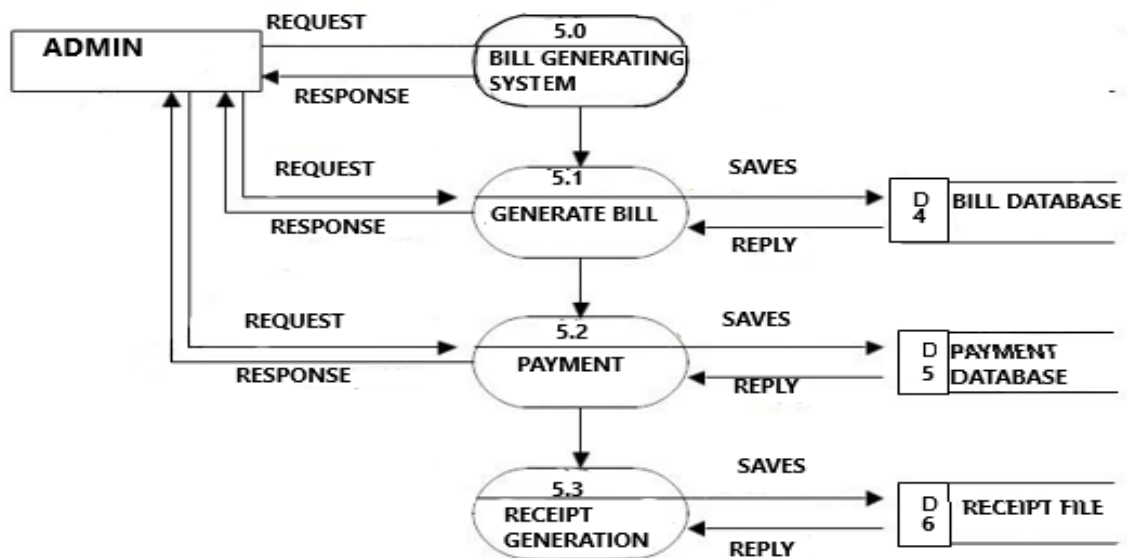 REQUEST
ADMIN
5.0
BILL GENERATING
SYSTEM
RESPONSE
REQUEST
5.1
SAVES
GENERATE BILL
D
4
BILL DATABASE
RESPONSE
REPLY
REQUEST
5.2
SAVES
PAYMENT
D
5
PAYMENT
DATABASE
RESPONSE
REPLY
5.3
SAVES
RECEIPT
GENERATION
D
6
RECEIPT FILE
REPLY